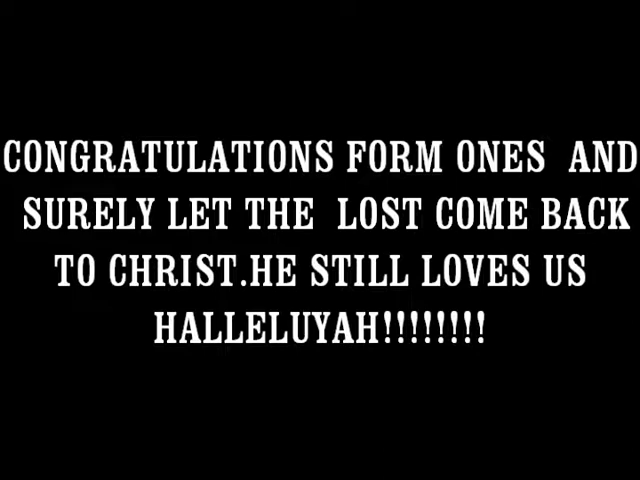 CONGRATULATIONS FORM ONES  AND
SURELY LET THE  LOST COME BACK
TO CHRIST.HE STILL LOVES US
HALLELUYAH!!!!!!!!